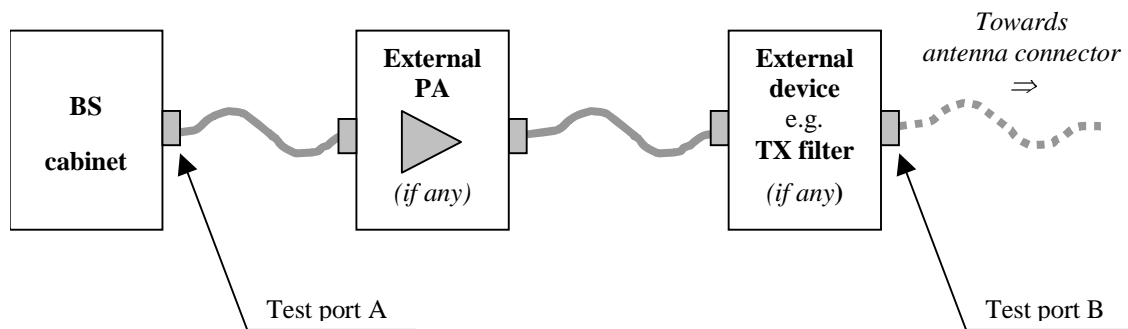 BS
cabinet
External
PA
(if any)
External
device
e.g.
TX filter
(if any)
Towards
antenna connector
⇒
Test port A
Test port B